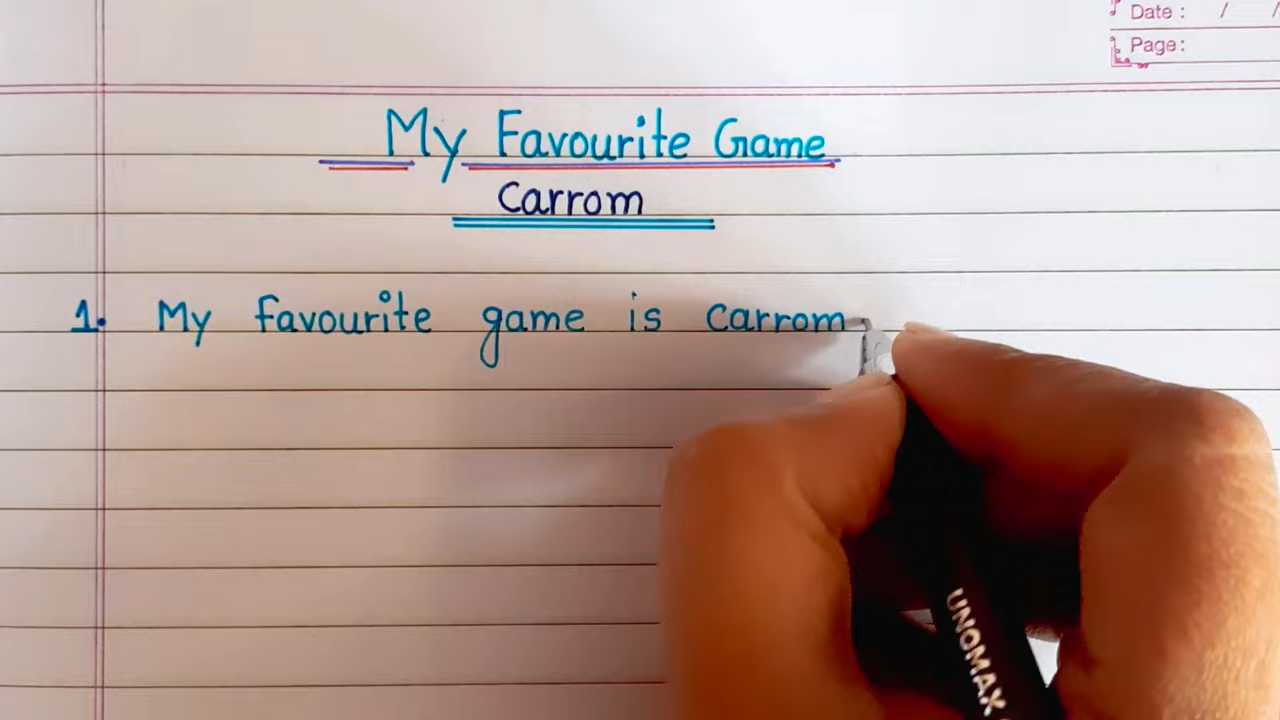 Date : / /
Page:
My Favourite Game
Carrom
1. My favourite game is carrom
UNOMAX